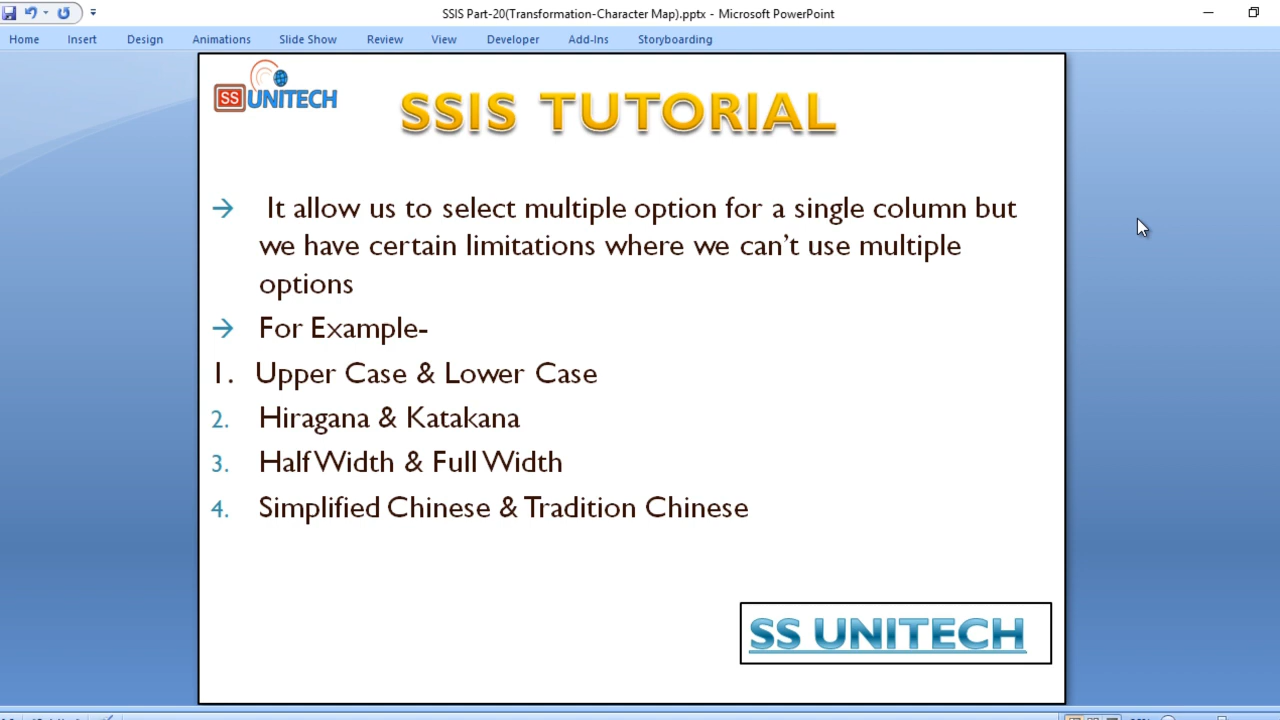 SSIS Part-20(Transformation-Character Map).pptx - Microsoft PowerPoint
Home Insert Design Animations Slide Show Review View Developer Add-Ins Storyboarding
SS UNITECH
SSIS TUTORIAL
→ It allow us to select multiple option for a single column but
we have certain limitations where we can’t use multiple
options
→ For Example-
1. Upper Case & Lower Case
2. Hiragana & Katakana
3. Half Width & Full Width
4. Simplified Chinese & Tradition Chinese
SS UNITECH